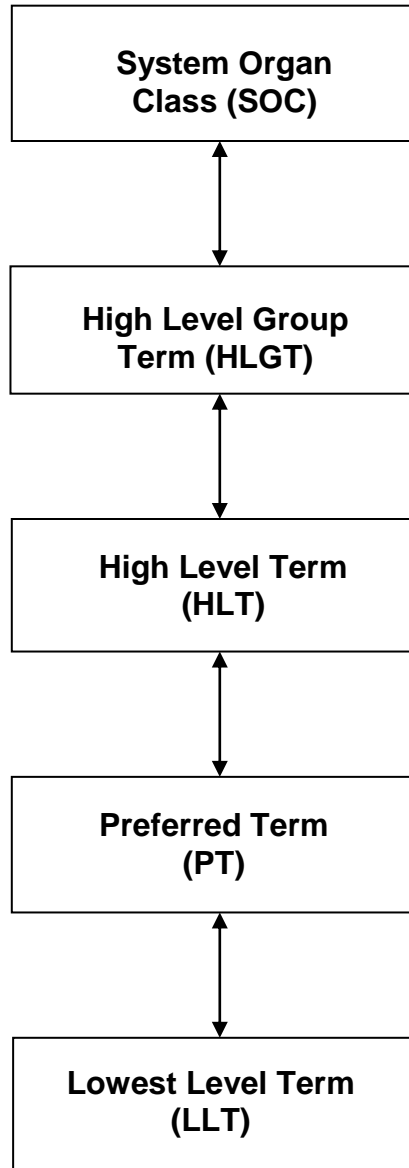 System Organ
Class (SOC)
High Level Group
Term (HLGT)
High Level Term
(HLT)
Preferred Term
(PT)
Lowest Level Term
(LLT)